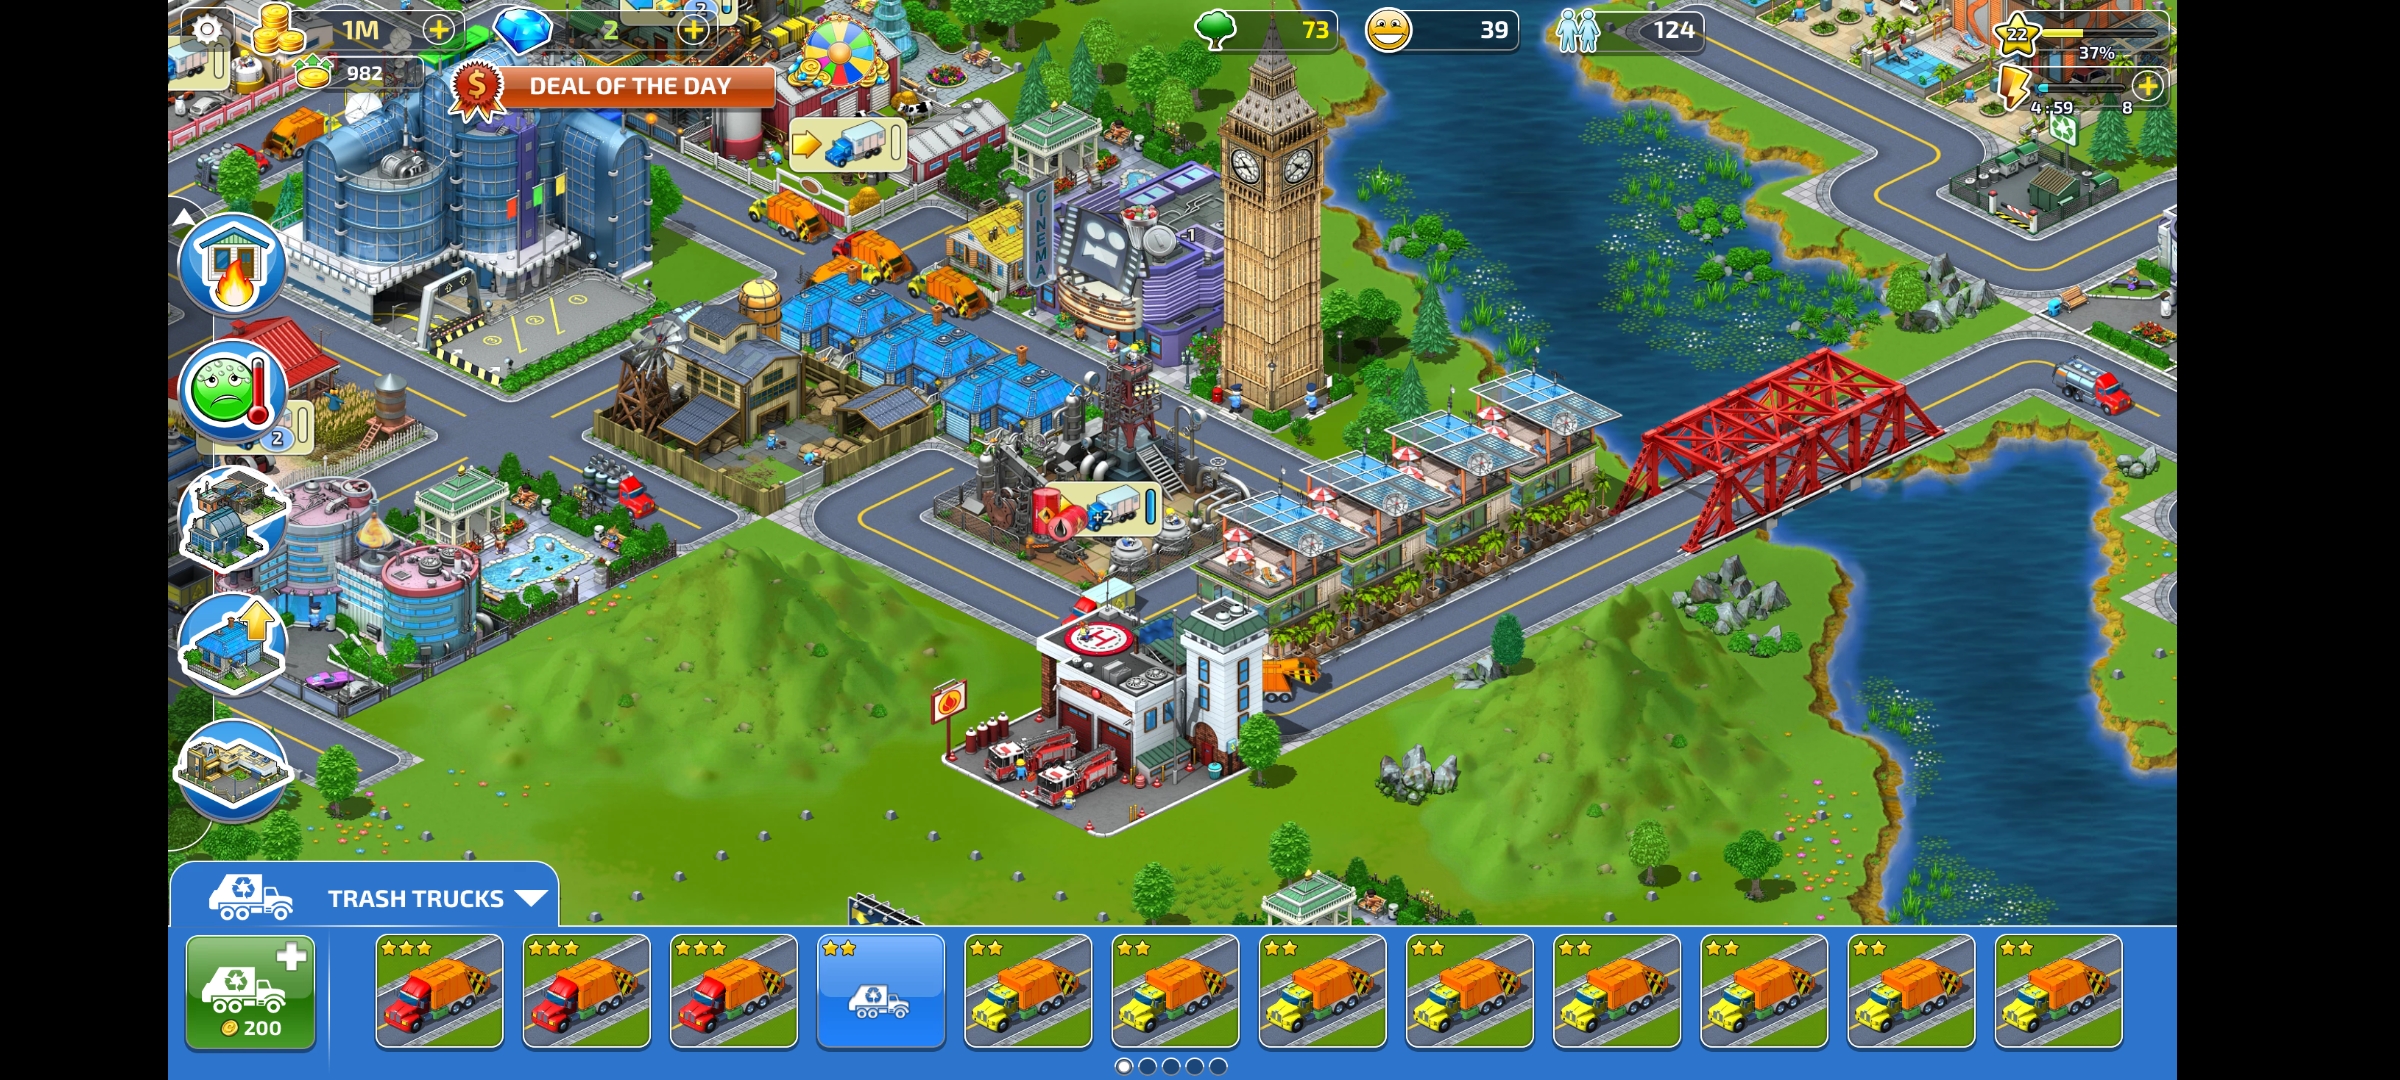 1M
2
73
39
124
22
37%
982
DEAL OF THE DAY
4:59
8
2
CINEMA
-1
2
+2
H
TRASH TRUCKS
200